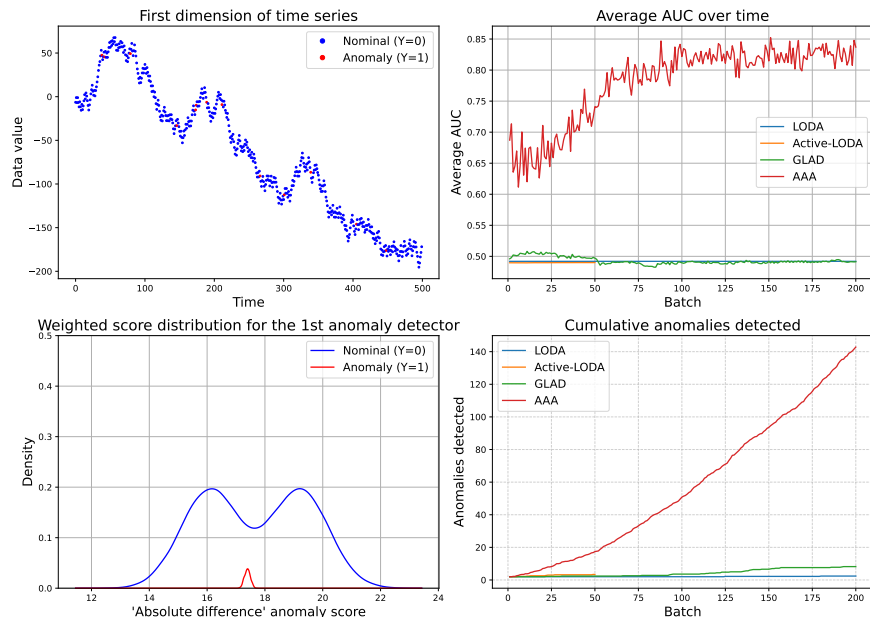 First dimension of time series
Nominal (Y=0)
Anomaly (Y=1)
50
0
−50
−100
−150
−200
Data value
0 100 200 300 400 500
Time
Average AUC over time
0.85
0.80
0.75
0.70
0.65
0.60
0.55
0.50
Average AUC
LODA
Active-LODA
GLAD
AAA
0 25 50 75 100 125 150 175 200
Batch
Weighted score distribution for the 1st anomaly detector
Nominal (Y=0)
Anomaly (Y=1)
0.5
0.4
0.3
0.2
0.1
0.0
Density
12 14 16 18 20 22 24
'Absolute difference' anomaly score
Cumulative anomalies detected
LODA
Active-LODA
GLAD
AAA
140
120
100
80
60
40
20
0
Anomalies detected
0 25 50 75 100 125 150 175 200
Batch